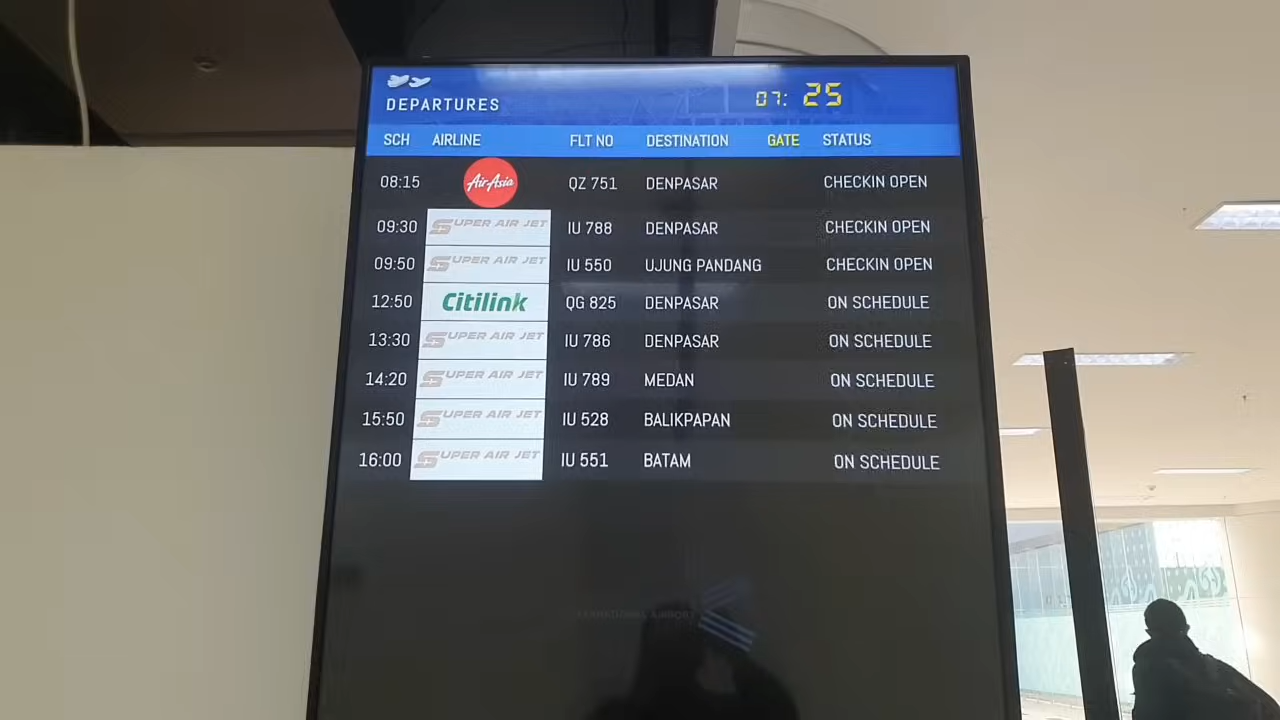 DEPARTURES 07:25
SCH AIRLINE FLT NO DESTINATION GATE STATUS
08:15 AirAsia QZ 751 DENPASAR CHECKIN OPEN
09:30 SUPER AIR JET IU 788 DENPASAR CHECKIN OPEN
09:50 SUPER AIR JET IU 550 UJUNG PANDANG CHECKIN OPEN
12:50 Citilink QG 825 DENPASAR ON SCHEDULE
13:30 SUPER AIR JET IU 786 DENPASAR ON SCHEDULE
14:20 SUPER AIR JET IU 789 MEDAN ON SCHEDULE
15:50 SUPER AIR JET IU 528 BALIKPAPAN ON SCHEDULE
16:00 SUPER AIR JET IU 551 BATAM ON SCHEDULE